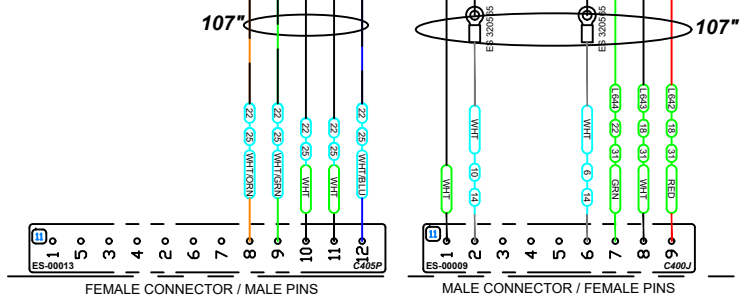 107"
107"
ES 320565
ES 320565
22 25 WHT/ORN
22 25 WHT/GRN
22 25 WHT
22 25 WHT
22 25 WHT/BLU
WHT
WHT 10 14
WHT 6 14
L644 22 31 GRN
L643 18 31 WHT
L642 18 31 RED
11
1 5 3 4 2 6 7 8 9 10 11 12
ES-00013
C405P
11
1 2 3 4 5 6 7 8 9
ES-00009
C400J
FEMALE CONNECTOR / MALE PINS
MALE CONNECTOR / FEMALE PINS